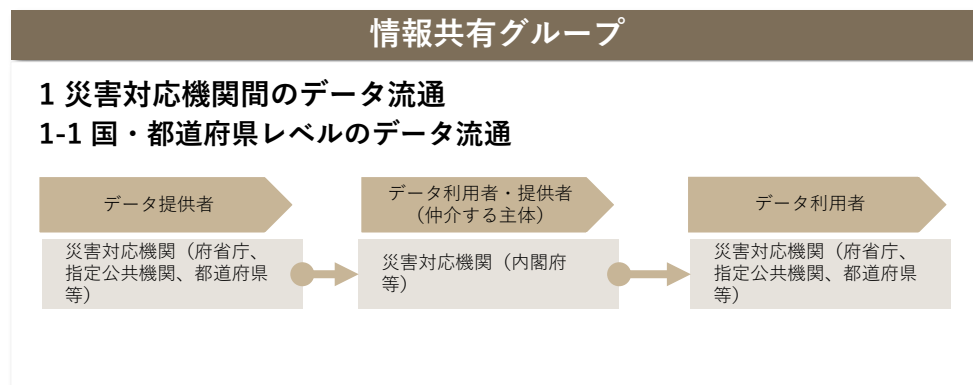 情報共有グループ
1 災害対応機関間のデータ流通
1-1 国・都道府県レベルのデータ流通
データ提供者
データ利用者・提供者
（仲介する主体）
データ利用者
災害対応機関（府省庁、
指定公共機関、都道府県
等）
災害対応機関（内閣府
等）
災害対応機関（府省庁、
指定公共機関、都道府県
等）